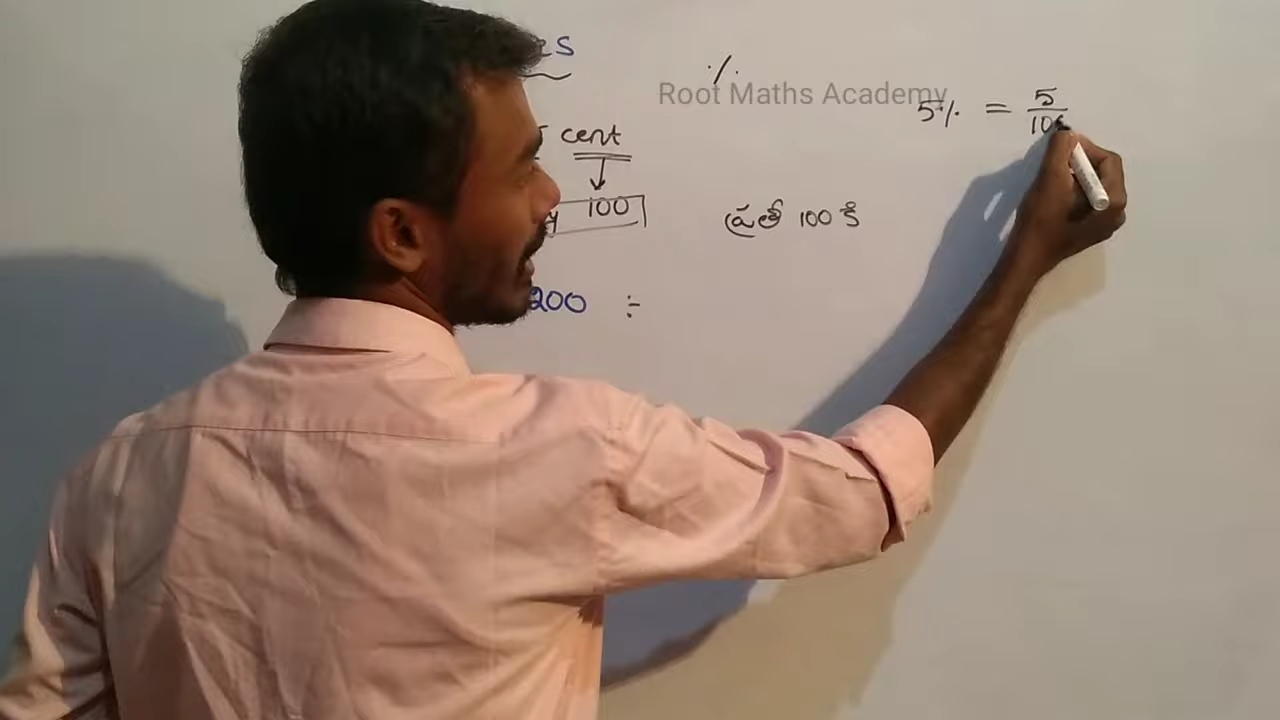 %
Root Maths Academy
5% = 5/100
cent
100
ప్రతీ 100 కి
200 :-